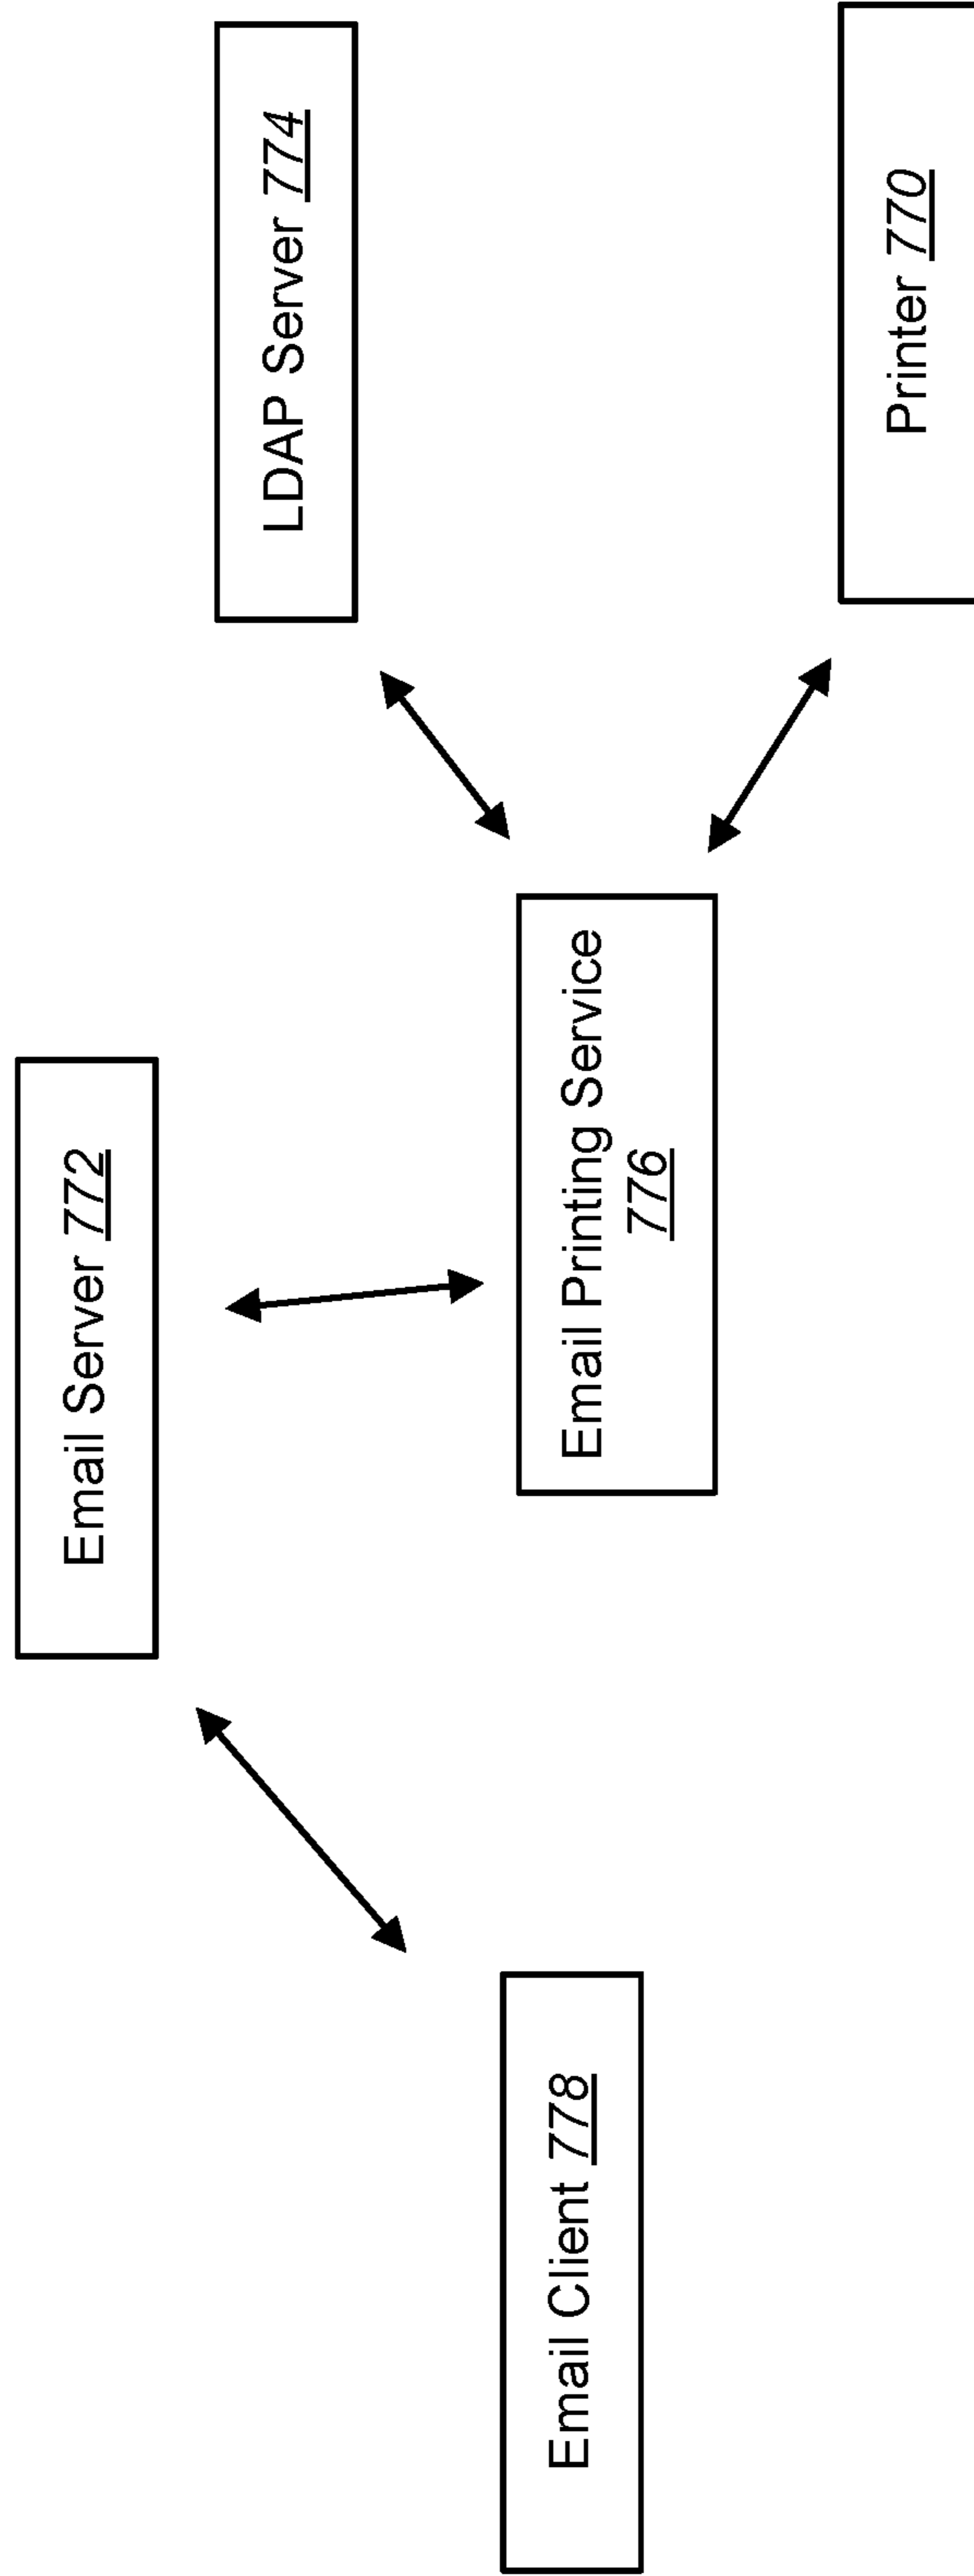 Email Server 772
LDAP Server 774
Email Client 778
Email Printing Service
776
Printer 770